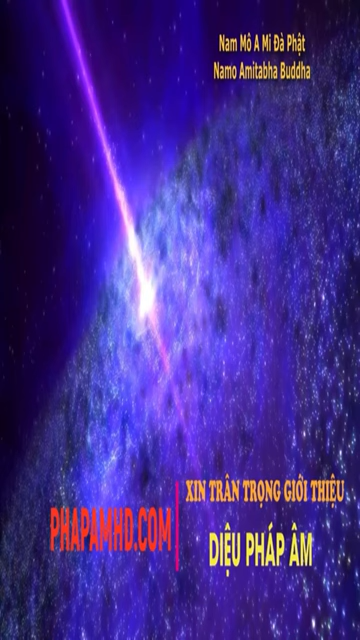 Nam Mô A Mi Đà Phật
Namo Amitabha Buddha
XIN TRÂN TRỌNG GIỚI THIỆU
PHAPAMHD.COM
DIỆU PHÁP ÂM